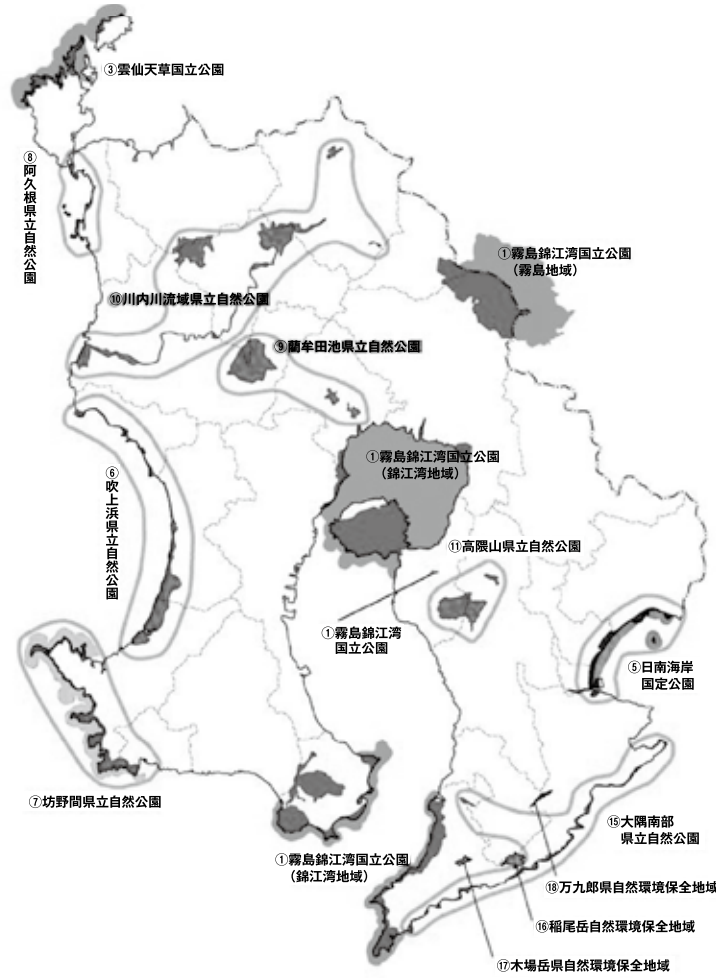 ③雲仙天草国立公園
⑧阿久根県立自然公園
①霧島錦江湾国立公園
(霧島地域)
⑩川内川流域県立自然公園
⑨藺牟田池県立自然公園
①霧島錦江湾国立公園
(錦江湾地域)
⑥吹上浜県立自然公園
⑪高隈山県立自然公園
①霧島錦江湾
国立公園
⑤日南海岸
国定公園
⑦坊野間県立自然公園
⑮大隅南部
県立自然公園
①霧島錦江湾国立公園
(錦江湾地域)
⑱万九郎県自然環境保全地域
⑯稲尾岳自然環境保全地域
⑰木場岳県自然環境保全地域